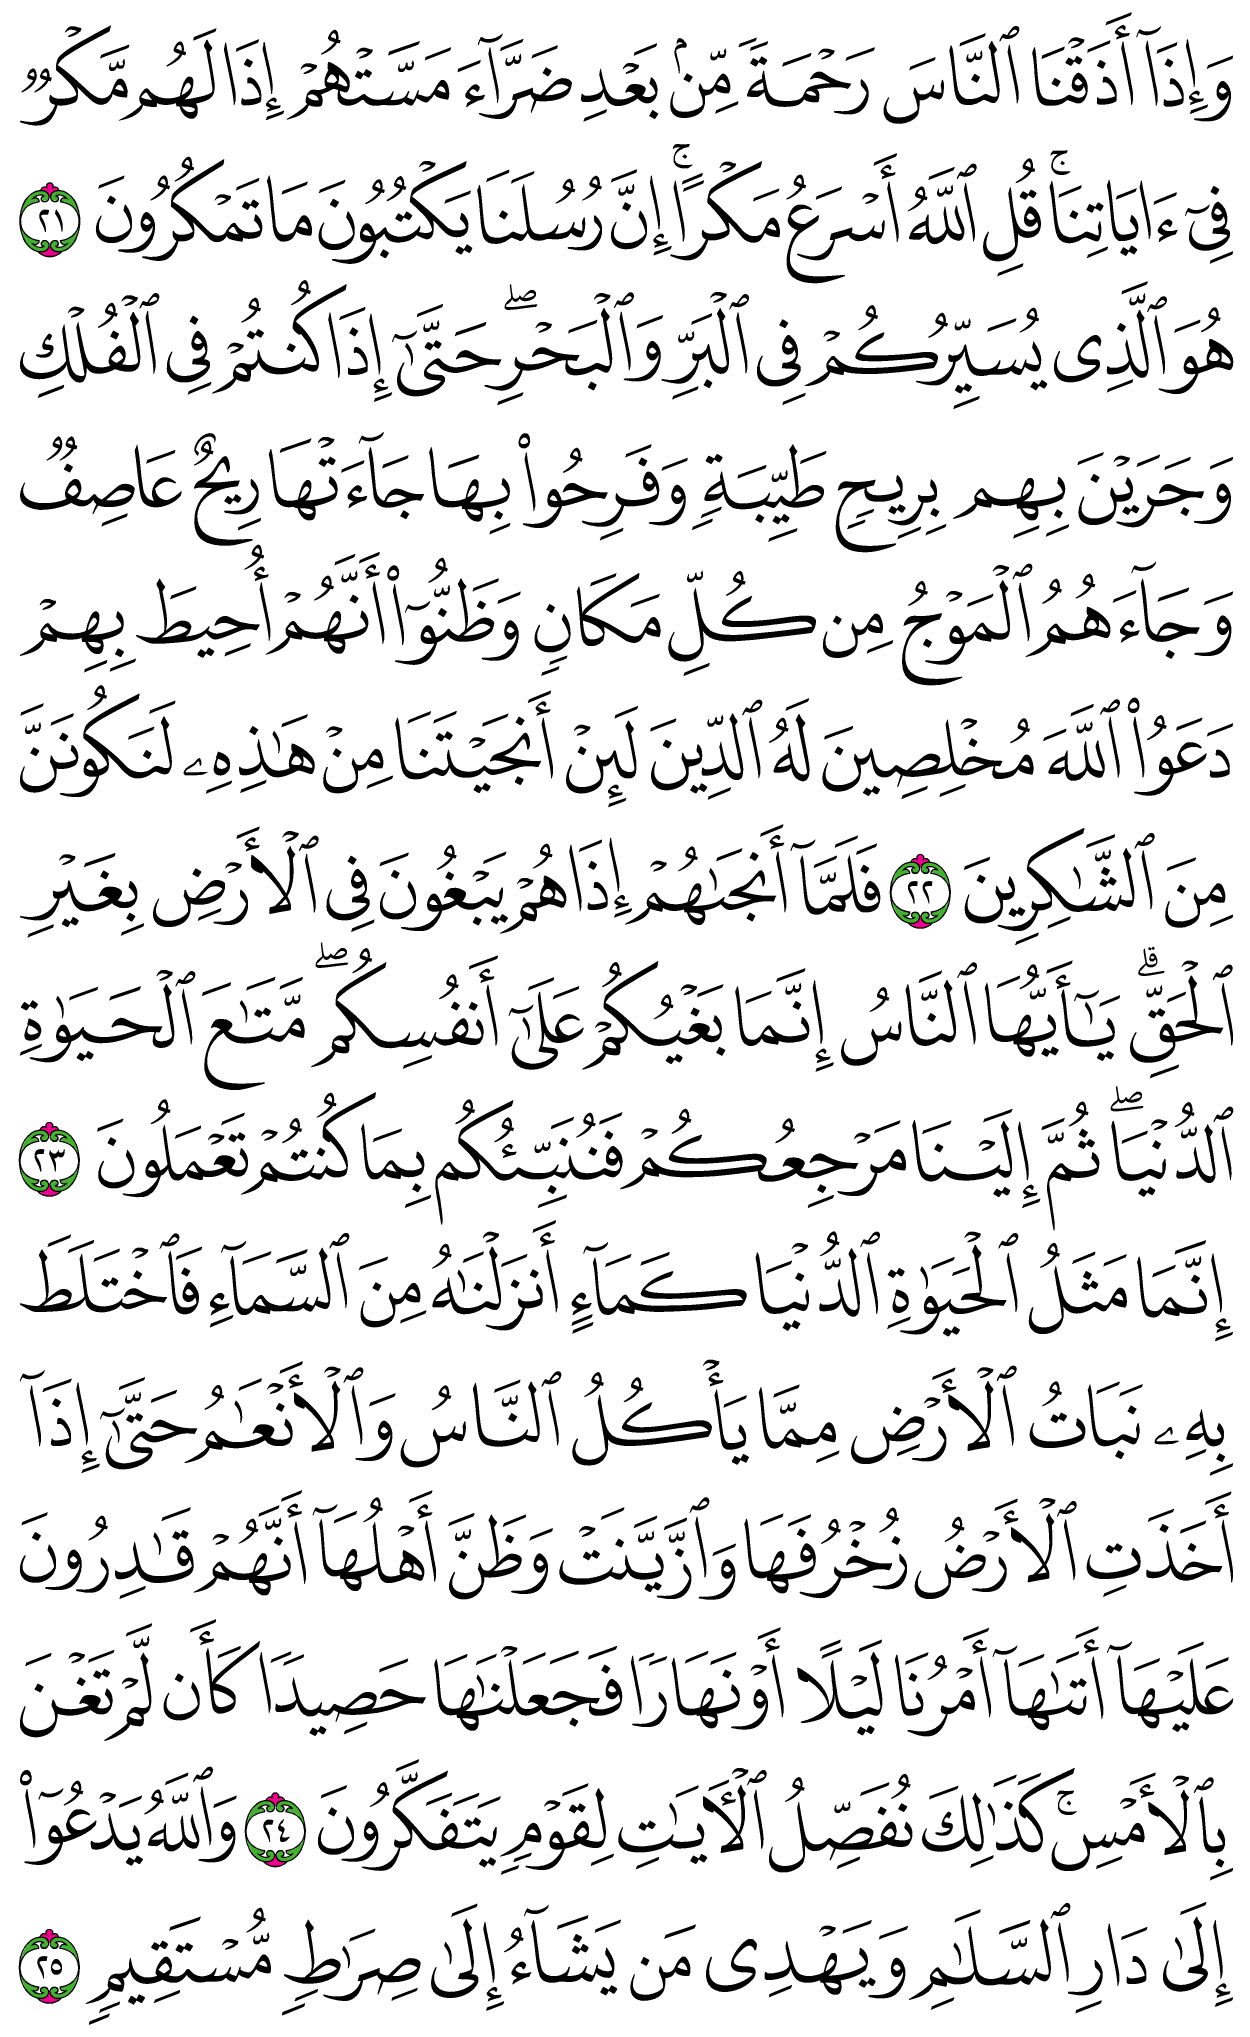 وَإِذَآ أَذَقۡنَا ٱلنَّاسَ رَحۡمَةٗ مِّنۢ بَعۡدِ ضَرَّآءَ مَسَّتۡهُمۡ إِذَا لَهُم مَّكۡرٞ
فِيٓ ءَايَاتِنَاۚ قُلِ ٱللَّهُ أَسۡرَعُ مَكۡرًاۚ إِنَّ رُسُلَنَا يَكۡتُبُونَ مَا تَمۡكُرُونَ ٢١
هُوَ ٱلَّذِي يُسَيِّرُكُمۡ فِي ٱلۡبَرِّ وَٱلۡبَحۡرِۖ حَتَّىٰٓ إِذَا كُنتُمۡ فِي ٱلۡفُلۡكِ
وَجَرَيۡنَ بِهِم بِرِيحٖ طَيِّبَةٖ وَفَرِحُواْ بِهَا جَآءَتۡهَا رِيحٌ عَاصِفٞ
وَجَآءَهُمُ ٱلۡمَوۡجُ مِن كُلِّ مَكَانٖ وَظَنُّوٓاْ أَنَّهُمۡ أُحِيطَ بِهِمۡ
دَعَوُاْ ٱللَّهَ مُخۡلِصِينَ لَهُ ٱلدِّينَ لَئِنۡ أَنجَيۡتَنَا مِنۡ هَٰذِهِۦ لَنَكُونَنَّ
مِنَ ٱلشَّٰكِرِينَ ٢٢ فَلَمَّآ أَنجَىٰهُمۡ إِذَا هُمۡ يَبۡغُونَ فِي ٱلۡأَرۡضِ بِغَيۡرِ
ٱلۡحَقِّۗ يَٰٓأَيُّهَا ٱلنَّاسُ إِنَّمَا بَغۡيُكُمۡ عَلَىٰٓ أَنفُسِكُمۖ مَّتَٰعَ ٱلۡحَيَوٰةِ
ٱلدُّنۡيَاۖ ثُمَّ إِلَيۡنَا مَرۡجِعُكُمۡ فَنُنَبِّئُكُم بِمَا كُنتُمۡ تَعۡمَلُونَ ٢٣
إِنَّمَا مَثَلُ ٱلۡحَيَوٰةِ ٱلدُّنۡيَا كَمَآءٍ أَنزَلۡنَٰهُ مِنَ ٱلسَّمَآءِ فَٱخۡتَلَطَ
بِهِۦ نَبَاتُ ٱلۡأَرۡضِ مِمَّا يَأۡكُلُ ٱلنَّاسُ وَٱلۡأَنۡعَٰمُ حَتَّىٰٓ إِذَآ
أَخَذَتِ ٱلۡأَرۡضُ زُخۡرُفَهَا وَٱزَّيَّنَتۡ وَظَنَّ أَهۡلُهَآ أَنَّهُمۡ قَٰدِرُونَ
عَلَيۡهَآ أَتَىٰهَآ أَمۡرُنَا لَيۡلًا أَوۡ نَهَارٗا فَجَعَلۡنَٰهَا حَصِيدٗا كَأَن لَّمۡ تَغۡنَ
بِٱلۡأَمۡسِۚ كَذَٰلِكَ نُفَصِّلُ ٱلۡأٓيَٰتِ لِقَوۡمٖ يَتَفَكَّرُونَ ٢٤ وَٱللَّهُ يَدۡعُوٓاْ
إِلَىٰ دَارِ ٱلسَّلَٰمِ وَيَهۡدِي مَن يَشَآءُ إِلَىٰ صِرَٰطٖ مُّسۡتَقِيمٖ ٢٥